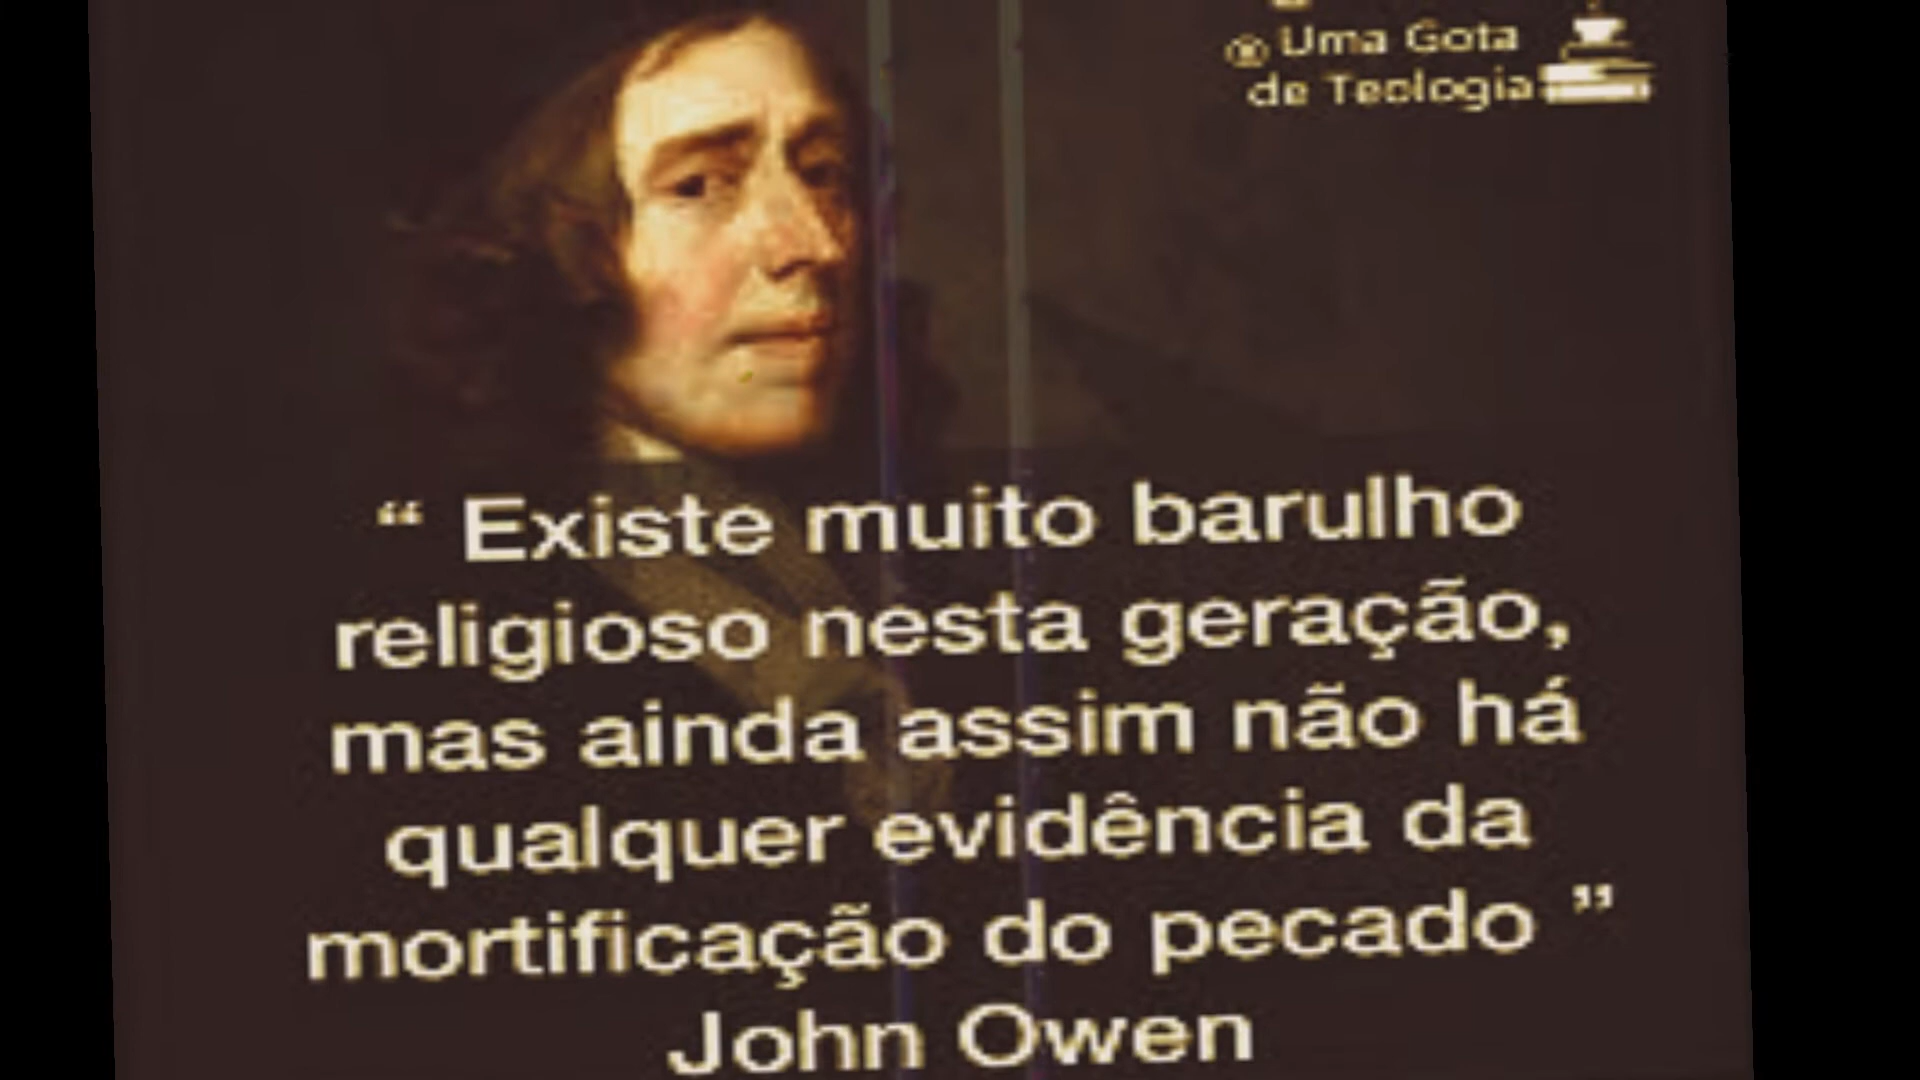 Uma Gota
de Teologia
“ Existe muito barulho
religioso nesta geração,
mas ainda assim não há
qualquer evidência da
mortificação do pecado ”
John Owen